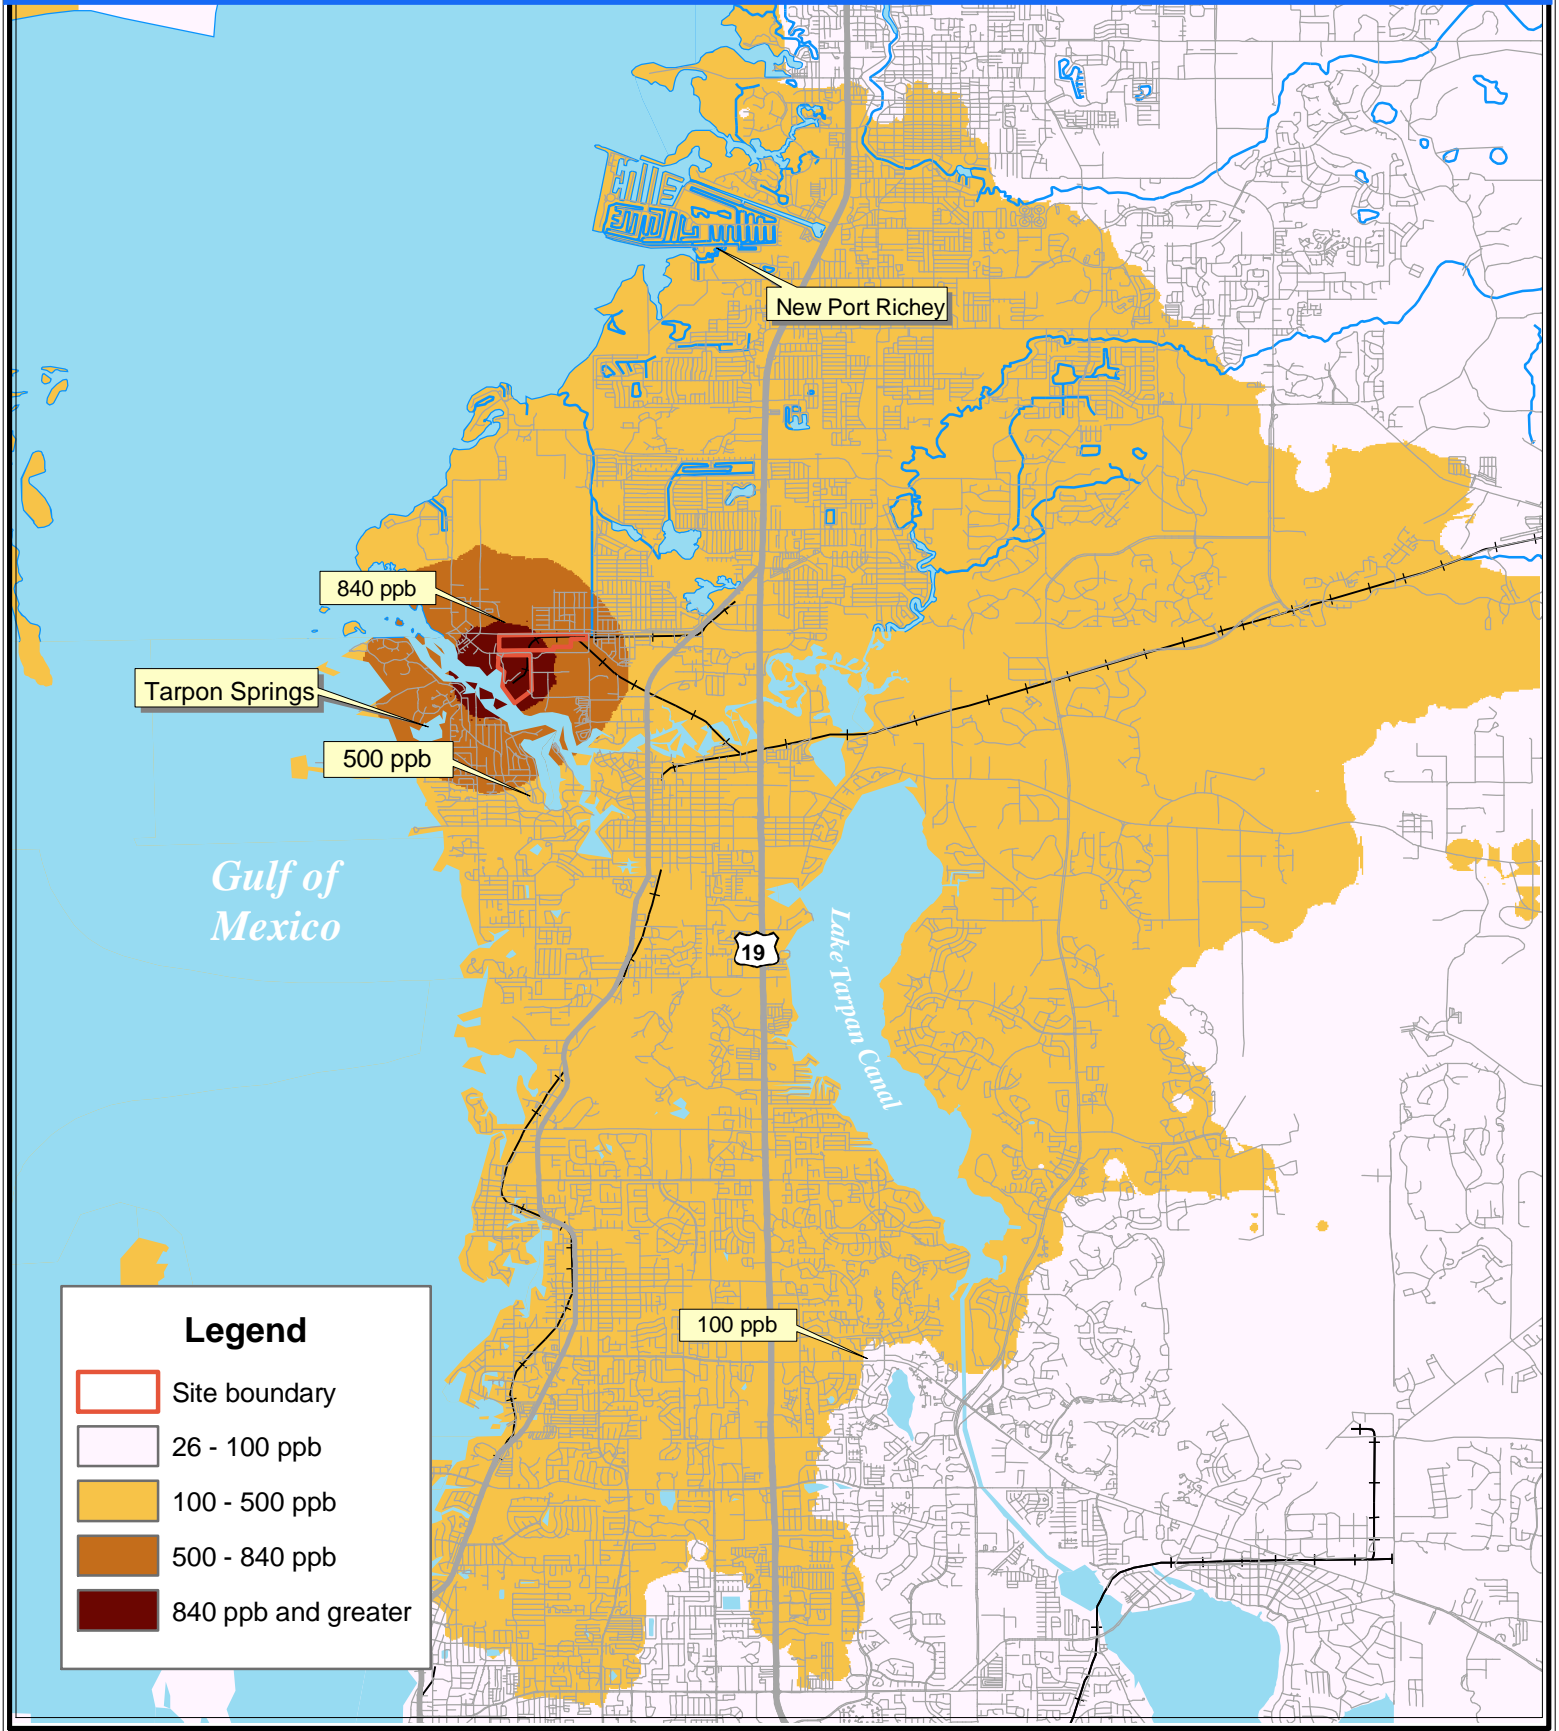 New Port Richey
840 ppb
Tarpon Springs
500 ppb
Gulf of
Mexico
19
Lake Tarpan Canal
100 ppb
Legend
Site boundary
26 - 100 ppb
100 - 500 ppb
500 - 840 ppb
840 ppb and greater